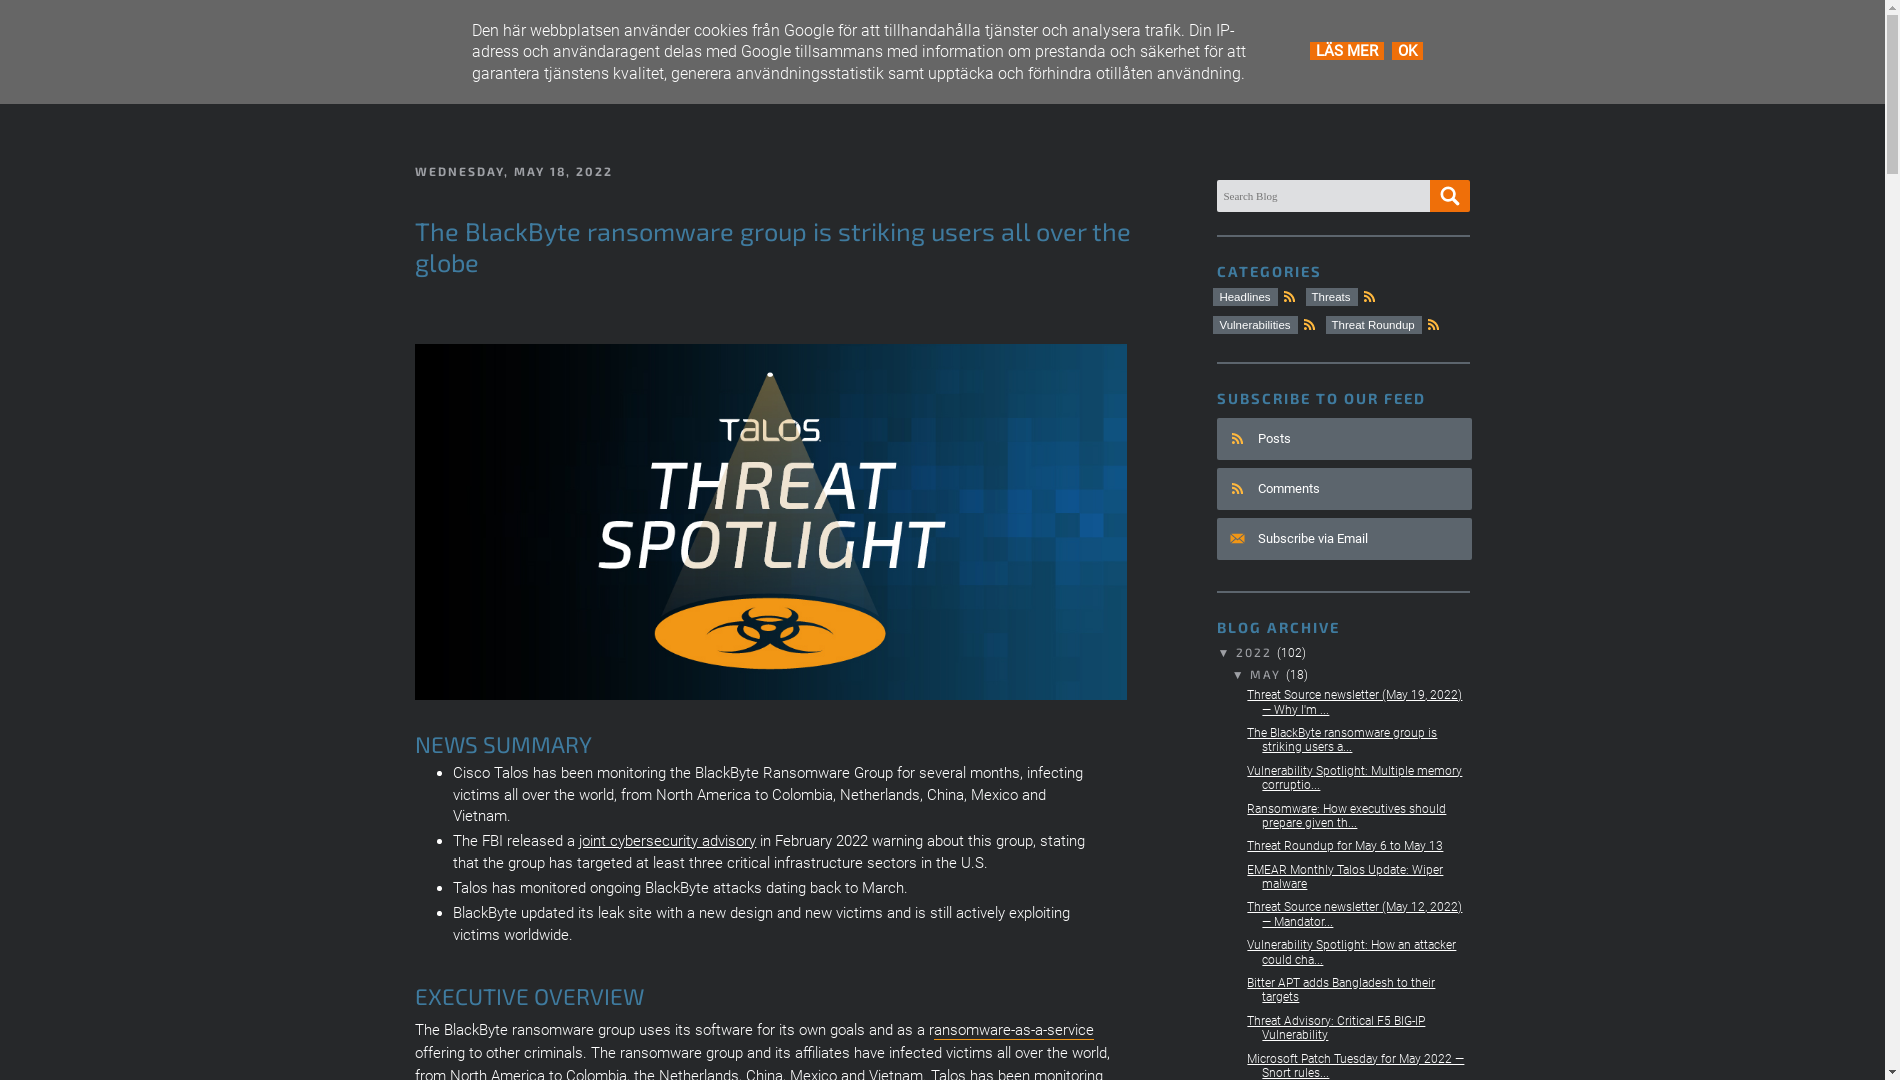 Den här webbplatsen använder cookies från Google för att tillhandahålla tjänster och analysera trafik. Din IP-
adress och användaragent delas med Google tillsammans med information om prestanda och säkerhet för att
garantera tjänstens kvalitet, generera användningsstatistik samt upptäcka och förhindra otillåten användning.
LÄS MER OK
WEDNESDAY, MAY 18, 2022
The BlackByte ransomware group is striking users all over the
globe
TALOS
THREAT
SPOTLIGHT
NEWS SUMMARY
• Cisco Talos has been monitoring the BlackByte Ransomware Group for several months, infecting
victims all over the world, from North America to Colombia, Netherlands, China, Mexico and
Vietnam.
• The FBI released a joint cybersecurity advisory in February 2022 warning about this group, stating
that the group has targeted at least three critical infrastructure sectors in the U.S.
• Talos has monitored ongoing BlackByte attacks dating back to March.
• BlackByte updated its leak site with a new design and new victims and is still actively exploiting
victims worldwide.
EXECUTIVE OVERVIEW
The BlackByte ransomware group uses its software for its own goals and as a ransomware-as-a-service
offering to other criminals. The ransomware group and its affiliates have infected victims all over the world,
from North America to Colombia, the Netherlands, China, Mexico and Vietnam. Talos has been monitoring
Search Blog
CATEGORIES
Headlines Threats
Vulnerabilities Threat Roundup
SUBSCRIBE TO OUR FEED
Posts
Comments
Subscribe via Email
BLOG ARCHIVE
▼ 2022 (102)
▼ MAY (18)
Threat Source newsletter (May 19, 2022)
— Why I'm ...
The BlackByte ransomware group is
striking users a...
Vulnerability Spotlight: Multiple memory
corruptio...
Ransomware: How executives should
prepare given th...
Threat Roundup for May 6 to May 13
EMEAR Monthly Talos Update: Wiper
malware
Threat Source newsletter (May 12, 2022)
— Mandator...
Vulnerability Spotlight: How an attacker
could cha...
Bitter APT adds Bangladesh to their
targets
Threat Advisory: Critical F5 BIG-IP
Vulnerability
Microsoft Patch Tuesday for May 2022 —
Snort rules...